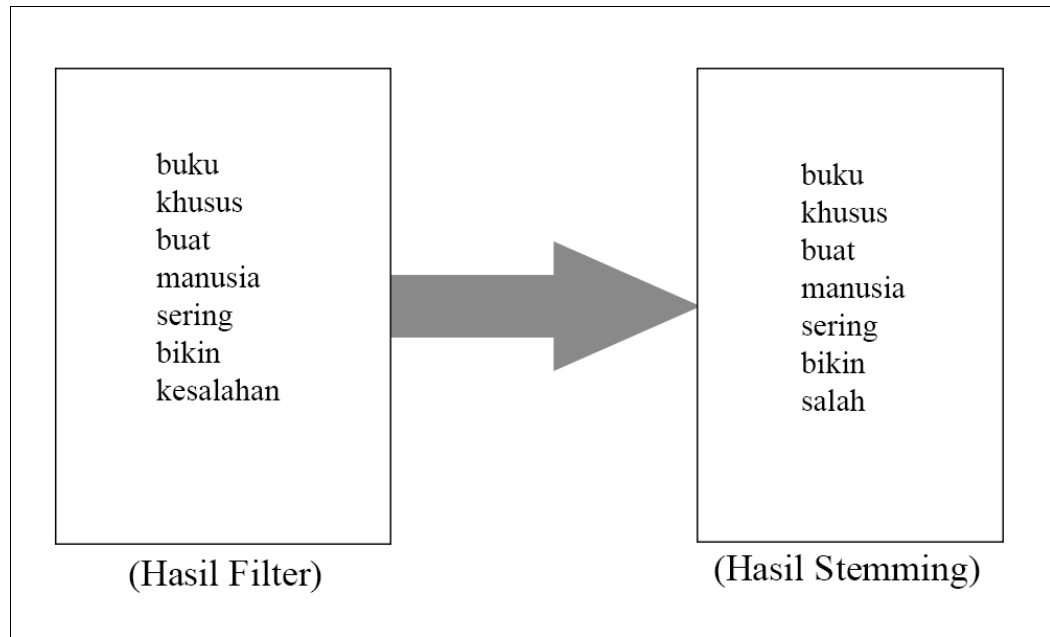 buku
khusus
buat
manusia
sering
bikin
kesalahan
(Hasil Filter)
buku
khusus
buat
manusia
sering
bikin
salah
(Hasil Stemming)